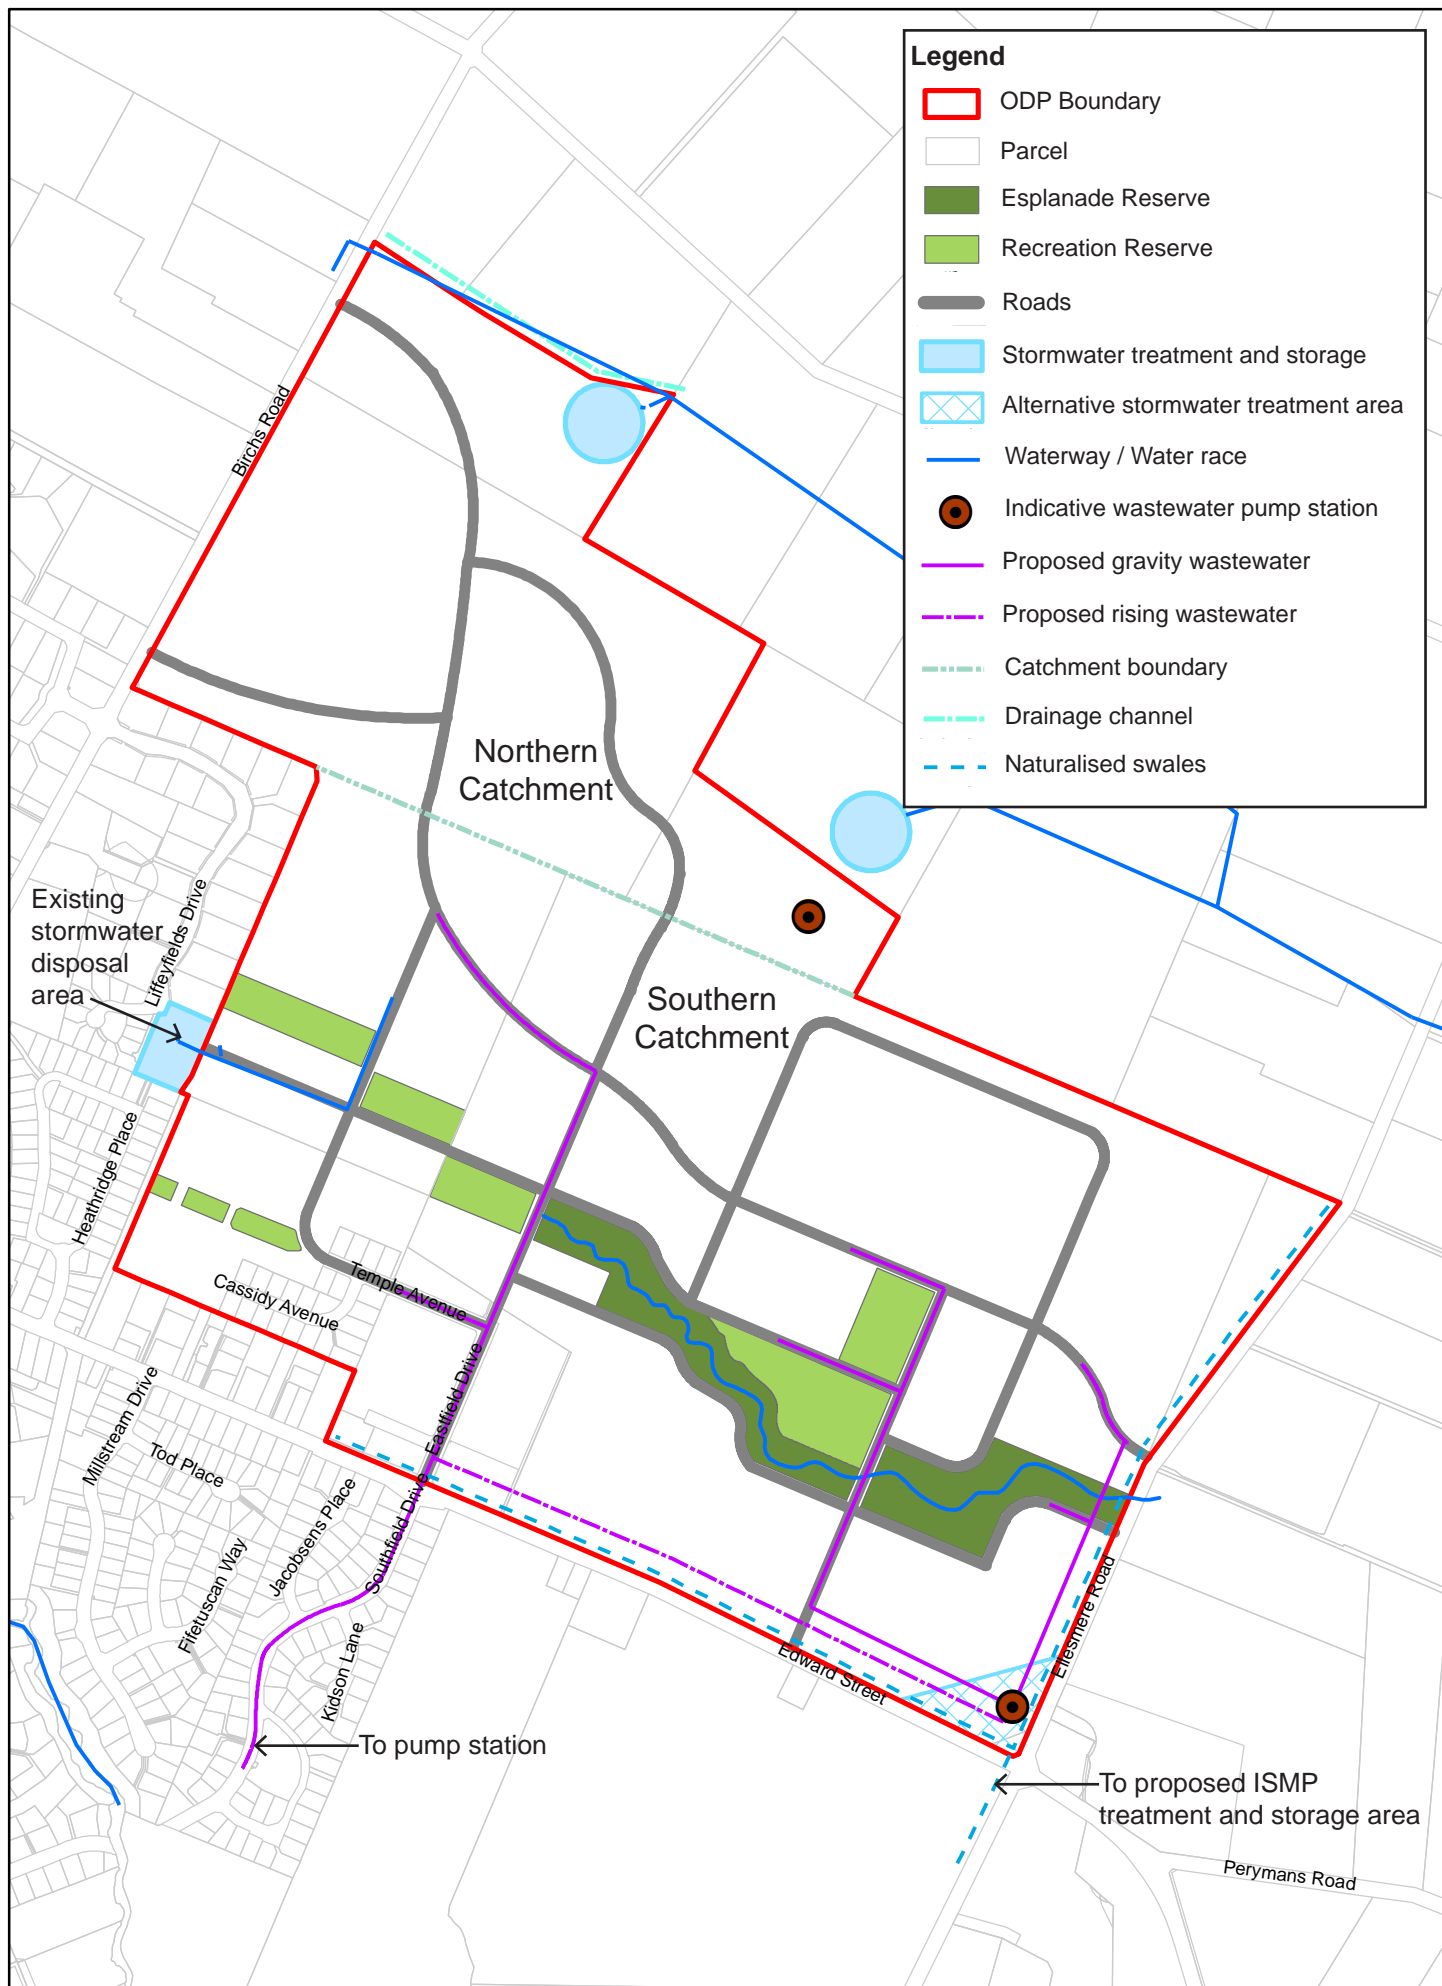 Legend
ODP Boundary
Parcel
Esplanade Reserve
Recreation Reserve
Roads
Stormwater treatment and storage
Alternative stormwater treatment area
Waterway / Water race
Indicative wastewater pump station
Proposed gravity wastewater
Proposed rising wastewater
Catchment boundary
Drainage channel
Naturalised swales
Birchs Road
Northern
Catchment
Existing
stormwater
disposal
area
Liffeyfields Drive
Southern
Catchment
Heathridge Place
Cassidy Avenue
Temple Avenue
Eastfield Drive
Millstream Drive
Tod Place
Jacobsens Place
Southfield Drive
Fifetuscan Way
Kidson Lane
Edward Street
Ellesmere Road
To pump station
To proposed ISMP
treatment and storage area
Perymans Road